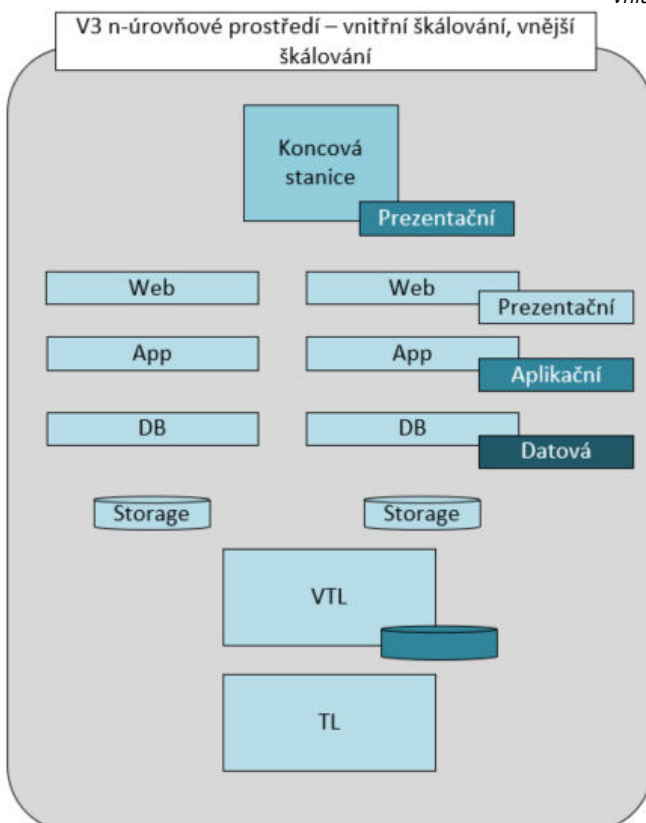 V3 n-úrovňové prostředí – vnitřní škálování, vnější
škálování
Koncová
stanice
Prezentační
Web
Web
Prezentační
App
App
Aplikační
DB
DB
Datová
Storage
Storage
VTL
TL